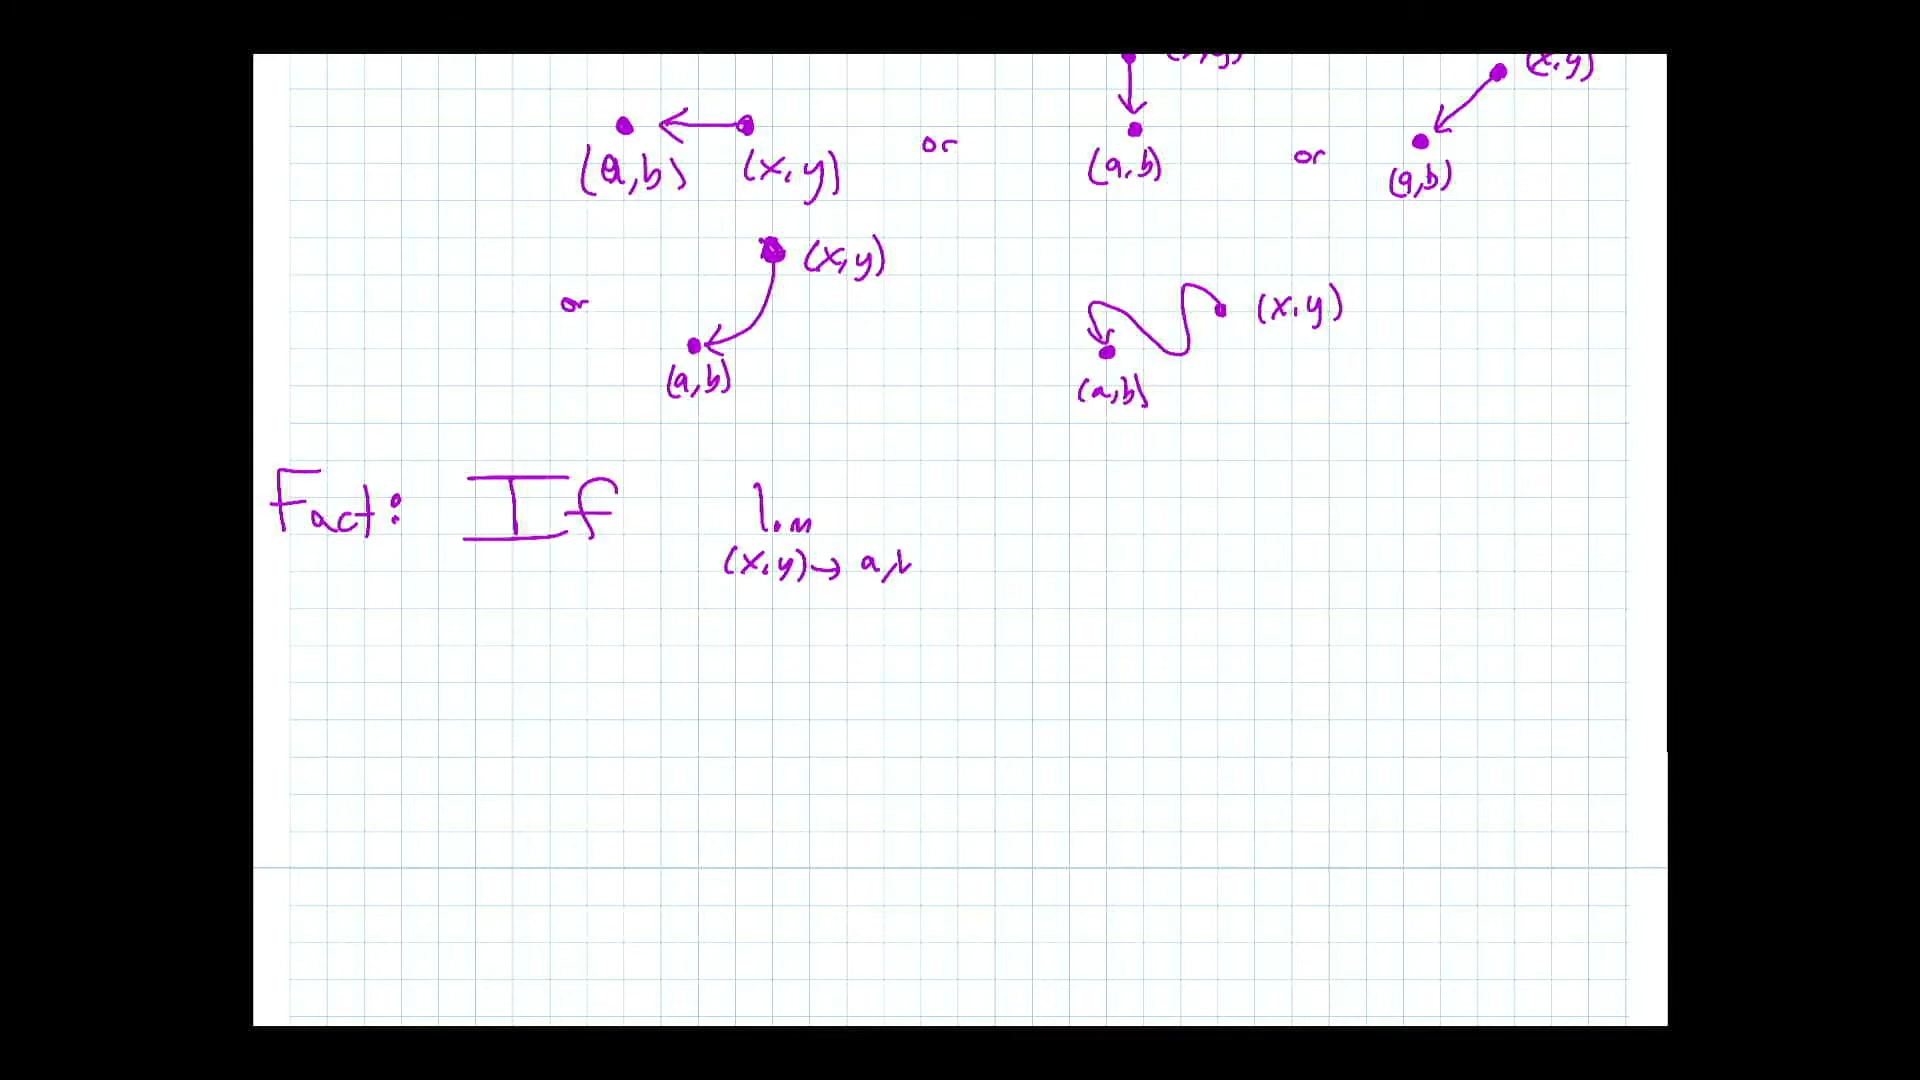 (x,y)
(x,y)
(a,b) (x,y) or (a,b) or (a,b)
or (x,y) (x,y)
(a,b) (a,b)
Fact: If lim
(x,y)→ a,b